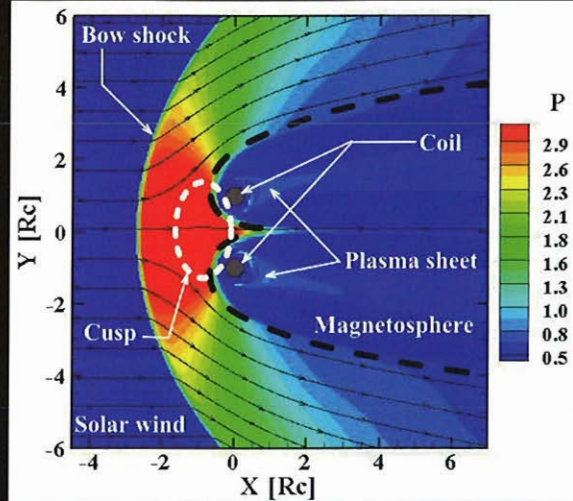 6
Bow shock
4
P
2.9
2.6
2.3
2.1
1.8
1.6
1.3
1.0
0.8
0.5
2
Coil
Y [Rc]
0
Plasma sheet
-2
Cusp
Magnetosphere
-4
Solar wind
-6
-4 -2 0 2 4 6
X [Rc]